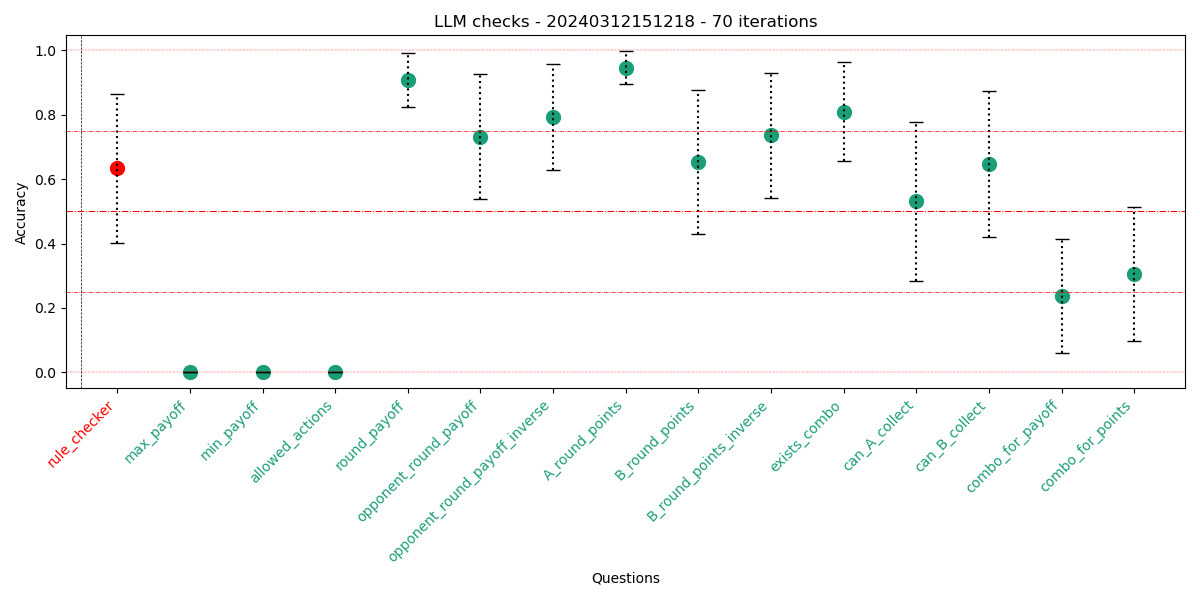 LLM checks - 20240312151218 - 70 iterations
Accuracy
1.0
0.8
0.6
0.4
0.2
0.0
rule_checker
max_payoff
min_payoff
allowed_actions
round_payoff
opponent_round_payoff
opponent_round_payoff_inverse
A_round_points
B_round_points
B_round_points_inverse
exists_combo
can_A_collect
can_B_collect
combo_for_payoff
combo_for_points
Questions